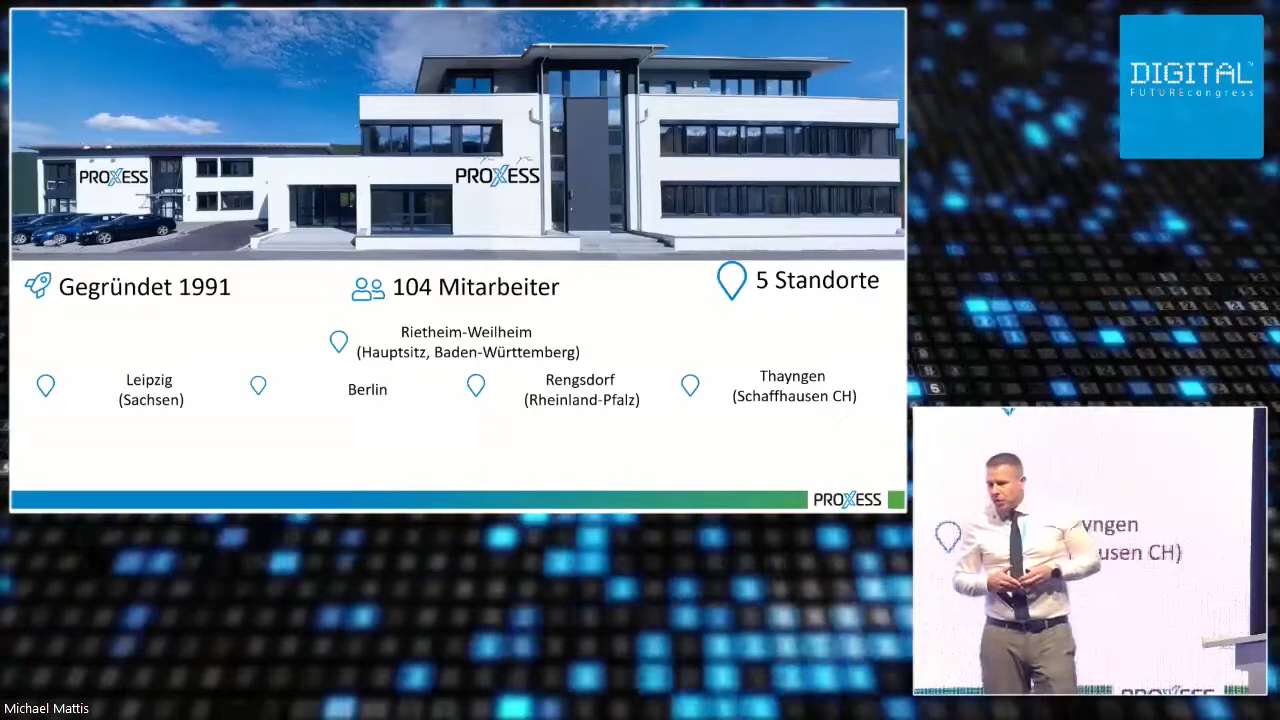 DIGITAL
FUTUREcongress
PROXESS
PROXESS
Gegründet 1991
104 Mitarbeiter
5 Standorte
Rietheim-Weilheim
(Hauptsitz, Baden-Württemberg)
Leipzig
(Sachsen)
Berlin
Rengsdorf
(Rheinland-Pfalz)
Thayngen
(Schaffhausen CH)
PROXESS
yngen
usen CH)
PROXESS
Michael Mattis